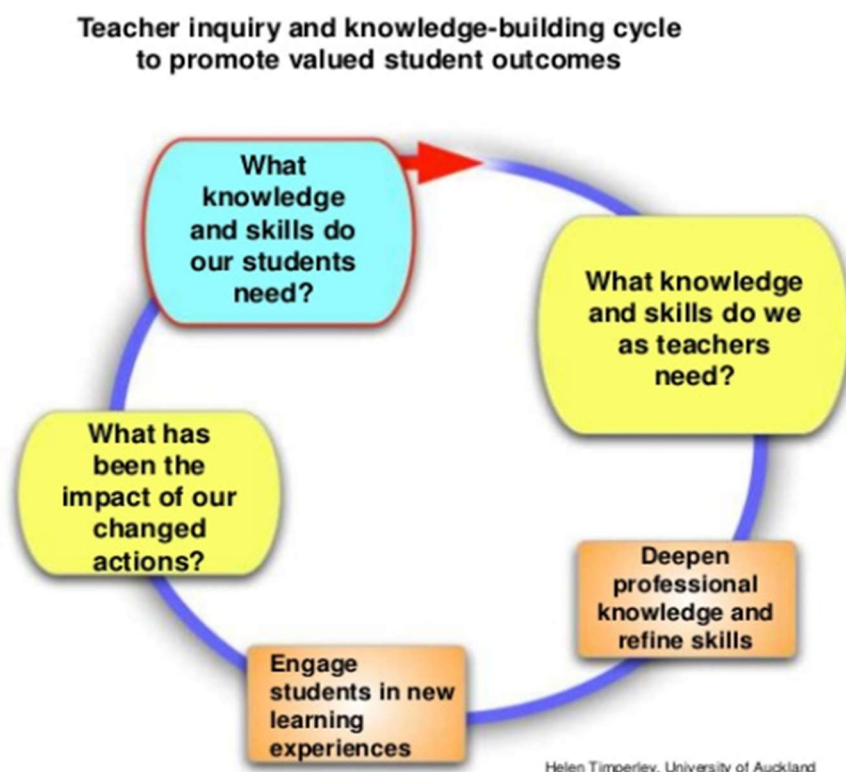 Teacher inquiry and knowledge-building cycle
to promote valued student outcomes
What
knowledge
and skills do
our students
need?
What knowledge
and skills do we
as teachers
need?
Deepen
professional
knowledge and
refine skills
Engage
students in new
learning
experiences
What has
been the
impact of our
changed
actions?
Helen Timperley, University of Auckland